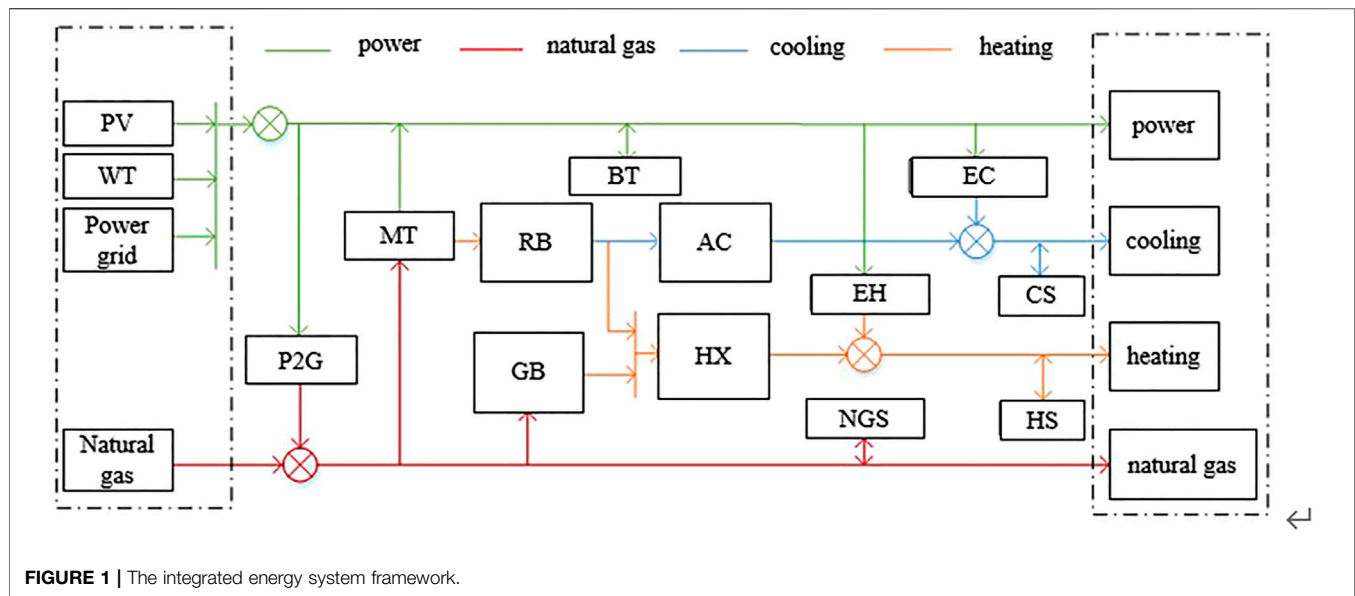 power
natural gas
cooling
heating
PV
WT
Power
grid
Natural
gas
P2G
MT
RB
GB
BT
AC
HX
EH
NGS
EC
CS
HS
power
cooling
heating
natural gas
FIGURE 1 | The integrated energy system framework.